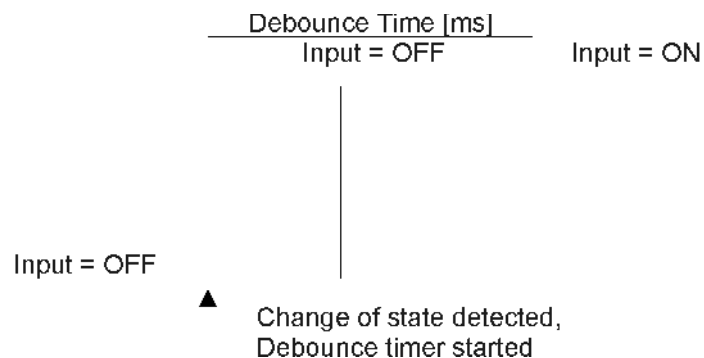 Debounce Time [ms]
Input = OFF
Input = ON
Input = OFF
Change of state detected,
Debounce timer started